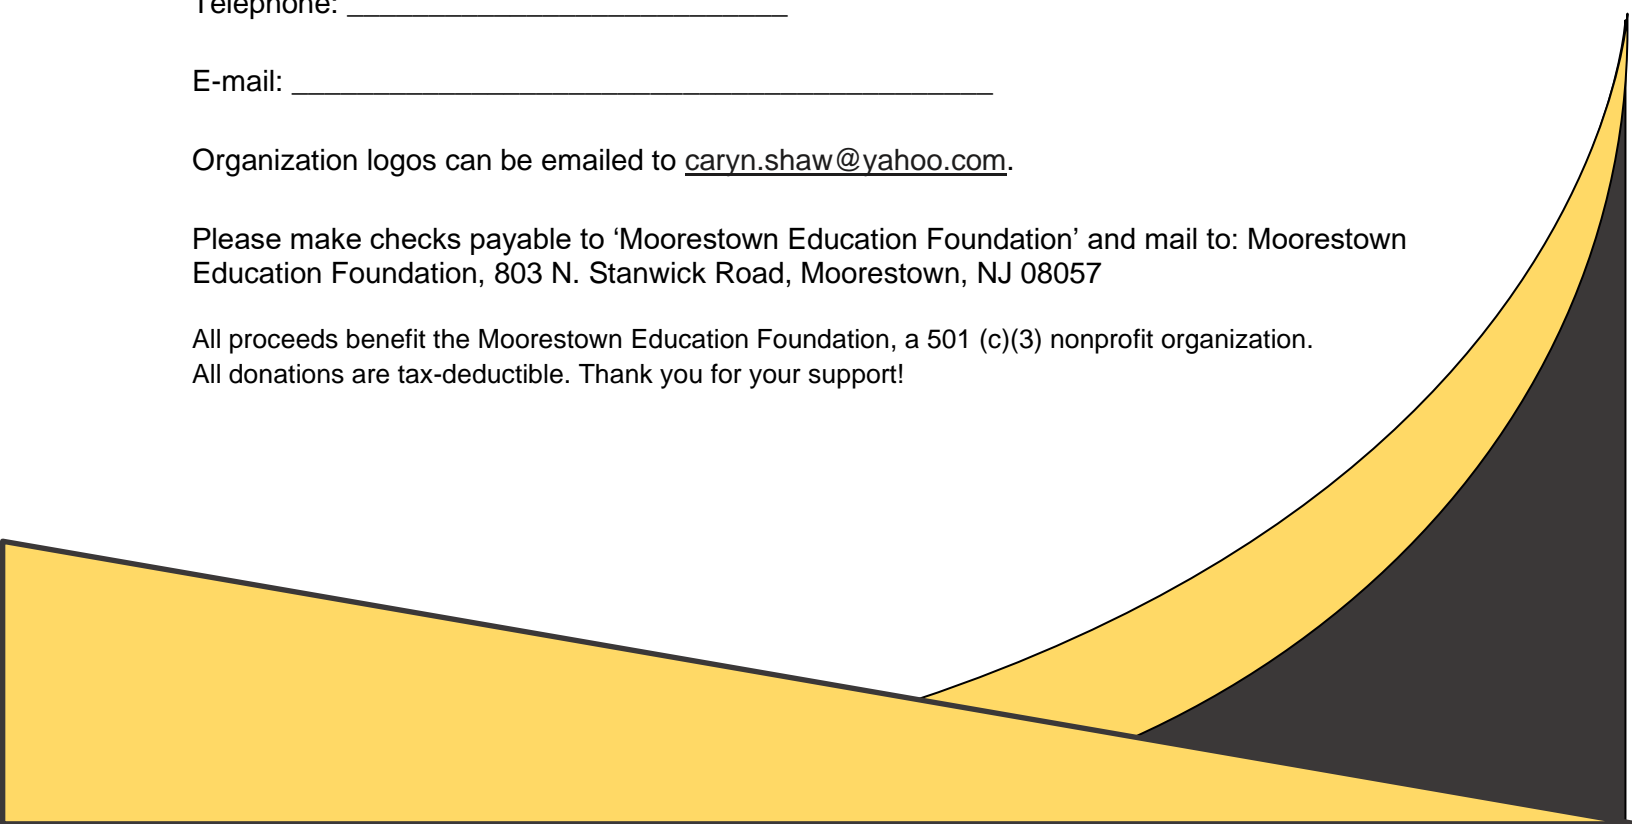 Telephone: ___________________________
E-mail: ___________________________________________
Organization logos can be emailed to caryn.shaw@yahoo.com.
Please make checks payable to ‘Moorestown Education Foundation’ and mail to: Moorestown
Education Foundation, 803 N. Stanwick Road, Moorestown, NJ 08057
All proceeds benefit the Moorestown Education Foundation, a 501 (c)(3) nonprofit organization.
All donations are tax-deductible. Thank you for your support!